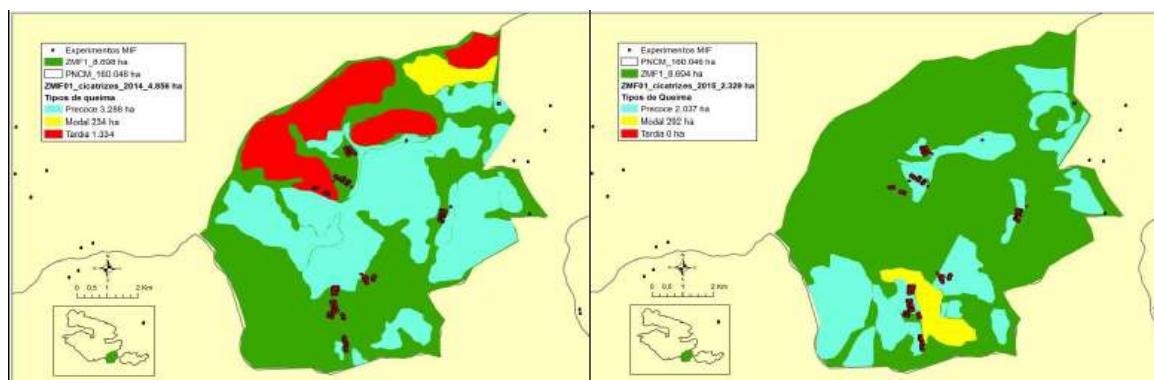 Experimentos MIF
ZMF1_8.698 ha
PNCM_160.046 ha
ZMF01_cicatrizes_2014_4.856 ha
Tipos de queima
Precoce 3.288 ha
Modal 234 ha
Tardia 1.334
0 0,5 1 2 Km
Experimentos MIF
ZMF1_8.694 ha
PNCM_160.046 ha
ZMF01_cicatrizes_2015_2.329 ha
Tipos de Queima
Precoce 2.037 ha
Modal 292 ha
Tardia 0 ha
0 0,5 1 2 Km